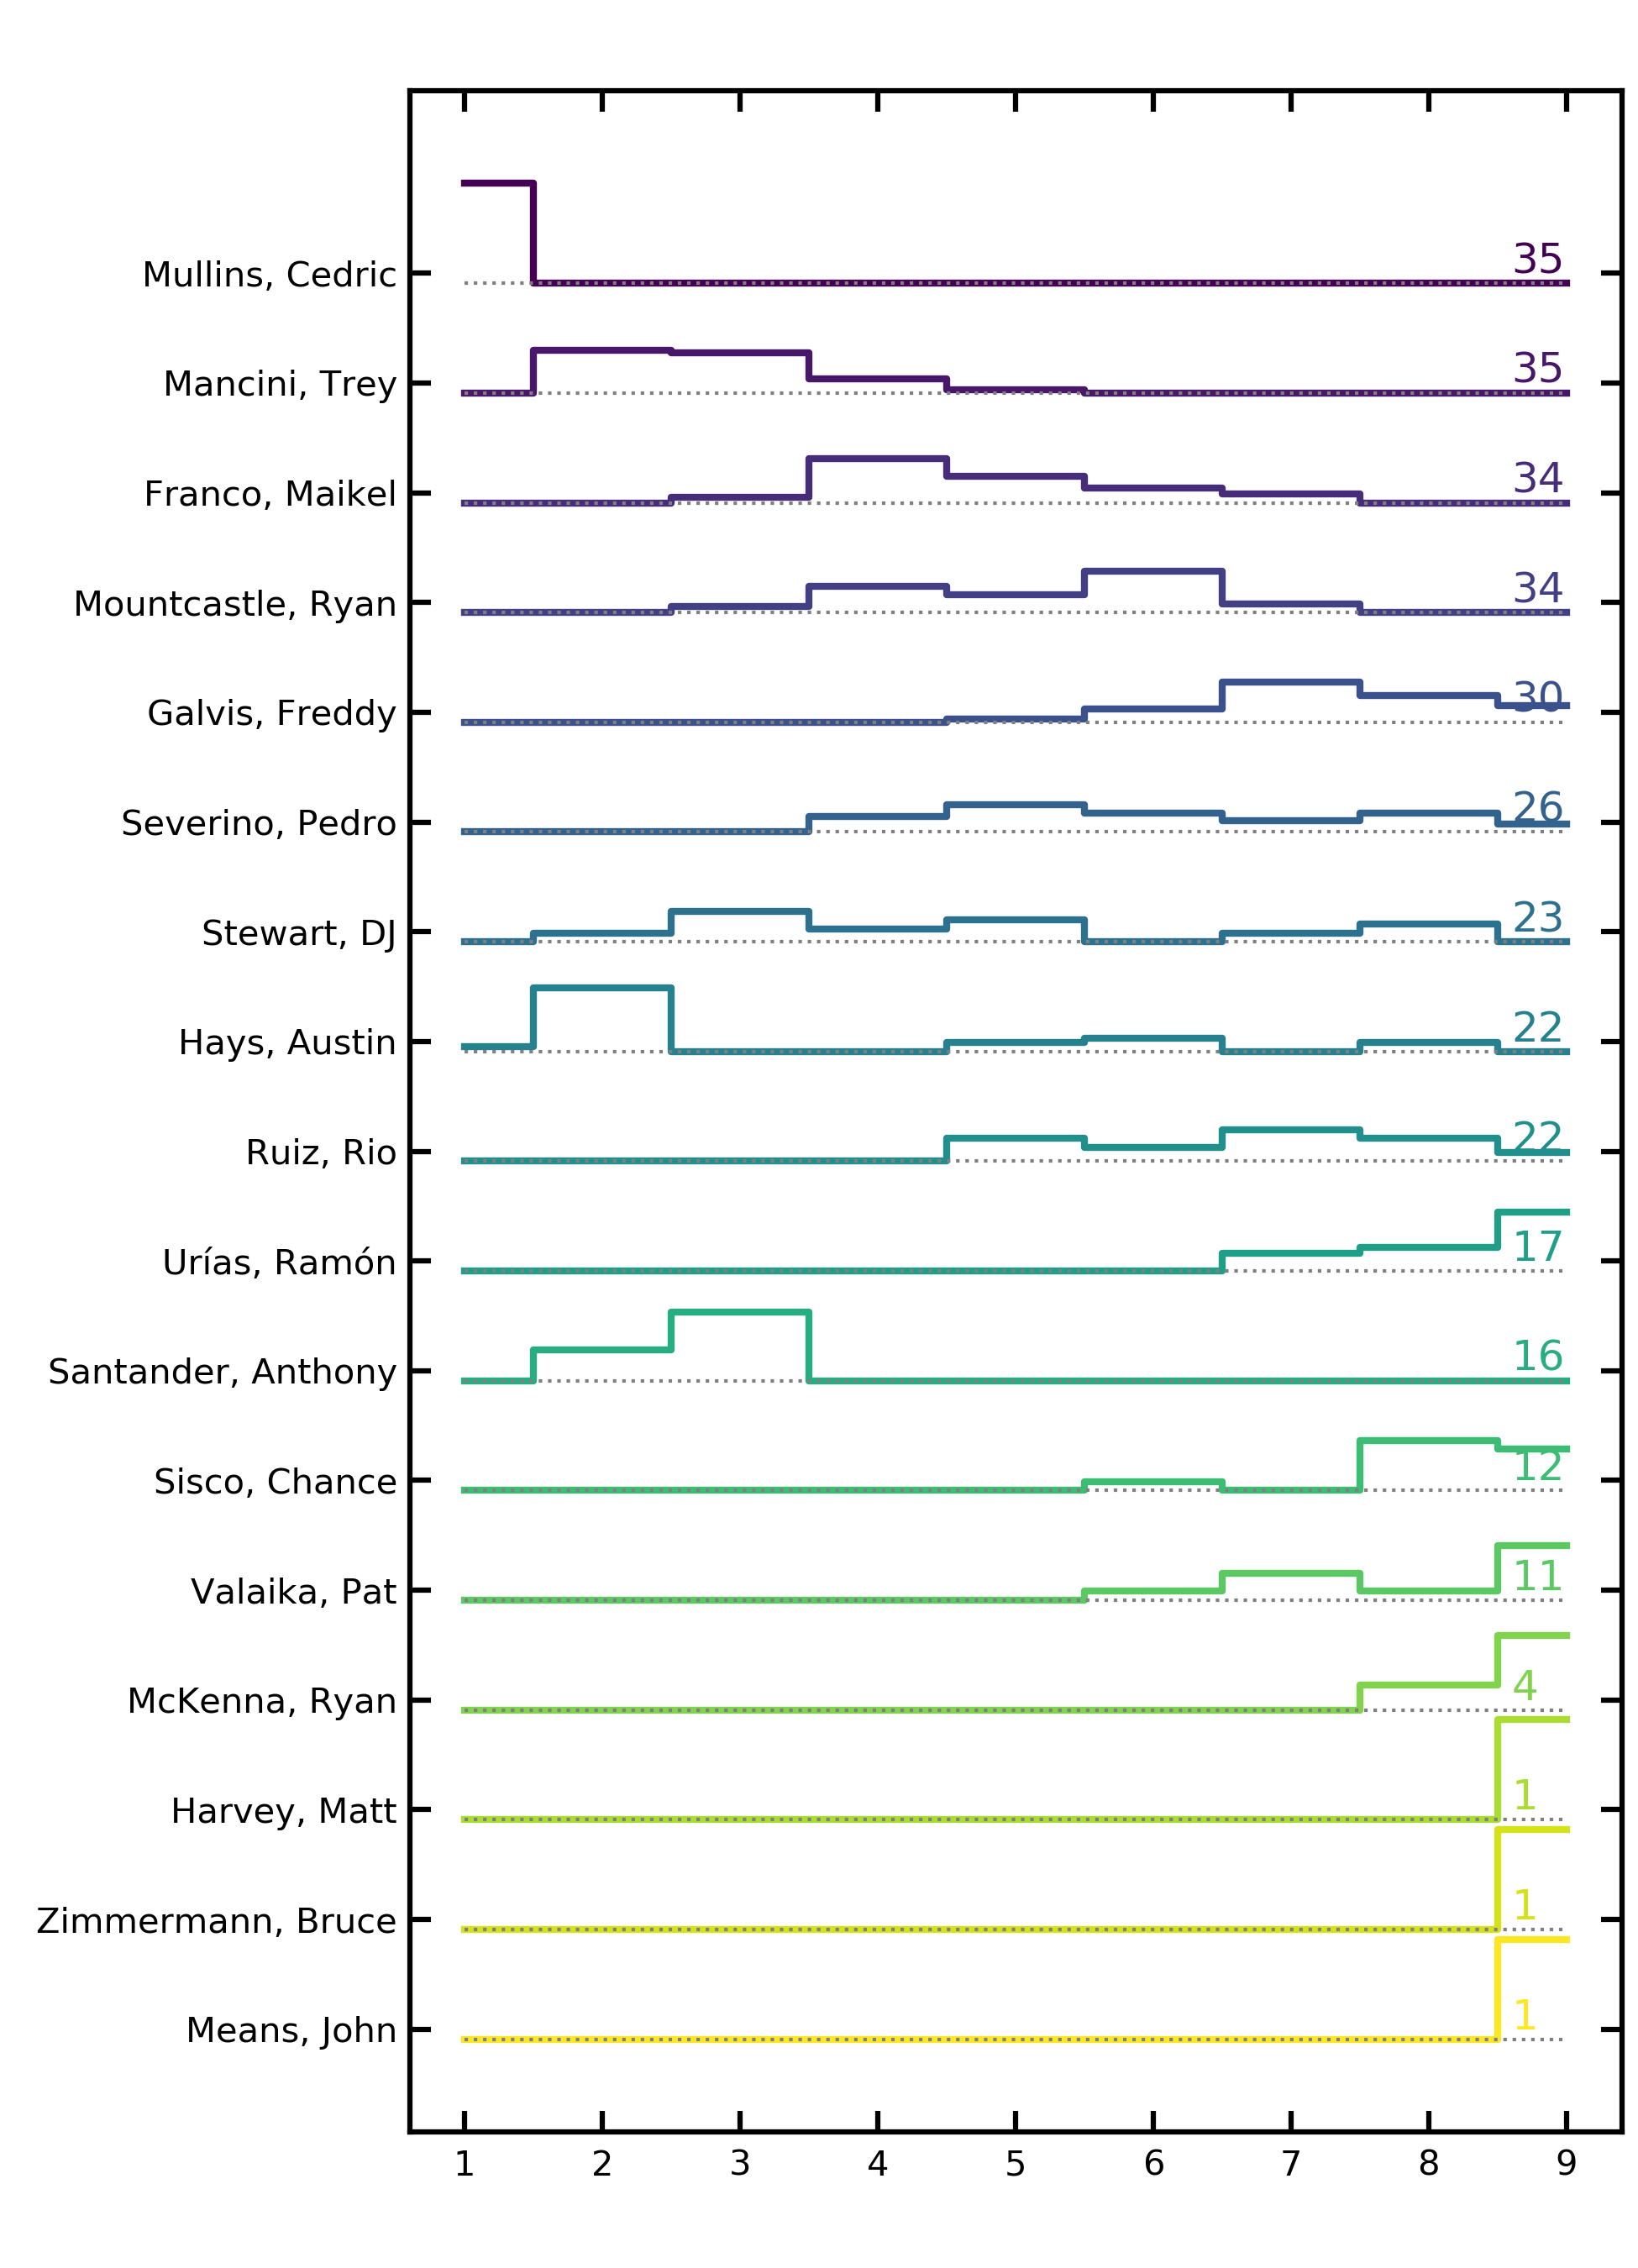 Mullins, Cedric 35
Mancini, Trey 35
Franco, Maikel 34
Mountcastle, Ryan 34
Galvis, Freddy 30
Severino, Pedro 26
Stewart, DJ 23
Hays, Austin 22
Ruiz, Rio 22
Urías, Ramón 17
Santander, Anthony 16
Sisco, Chance 12
Valaika, Pat 11
McKenna, Ryan 4
Harvey, Matt 1
Zimmermann, Bruce 1
Means, John 1
1 2 3 4 5 6 7 8 9